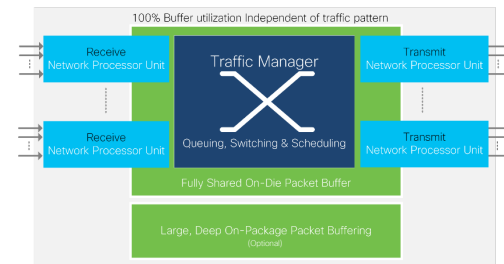 100% Buffer utilization Independent of traffic pattern
Receive
Network Processor Unit
Traffic Manager
Transmit
Network Processor Unit
Receive
Network Processor Unit
Queuing, Switching & Scheduling
Transmit
Network Processor Unit
Fully Shared On-Die Packet Buffer
Large, Deep On-Package Packet Buffering
(Optional)